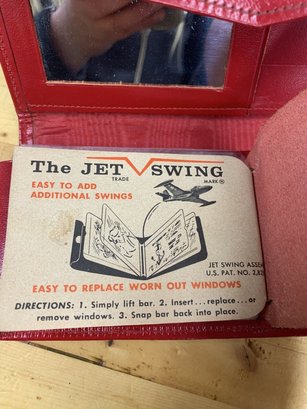 The JET SWING
TRADE MARK ®
EASY TO ADD
ADDITIONAL SWINGS
JET SWING ASSE
U.S. PAT. NO. 2,82
EASY TO REPLACE WORN OUT WINDOWS
DIRECTIONS: 1. Simply lift bar. 2. Insert...replace...or
remove windows. 3. Snap bar back into place.